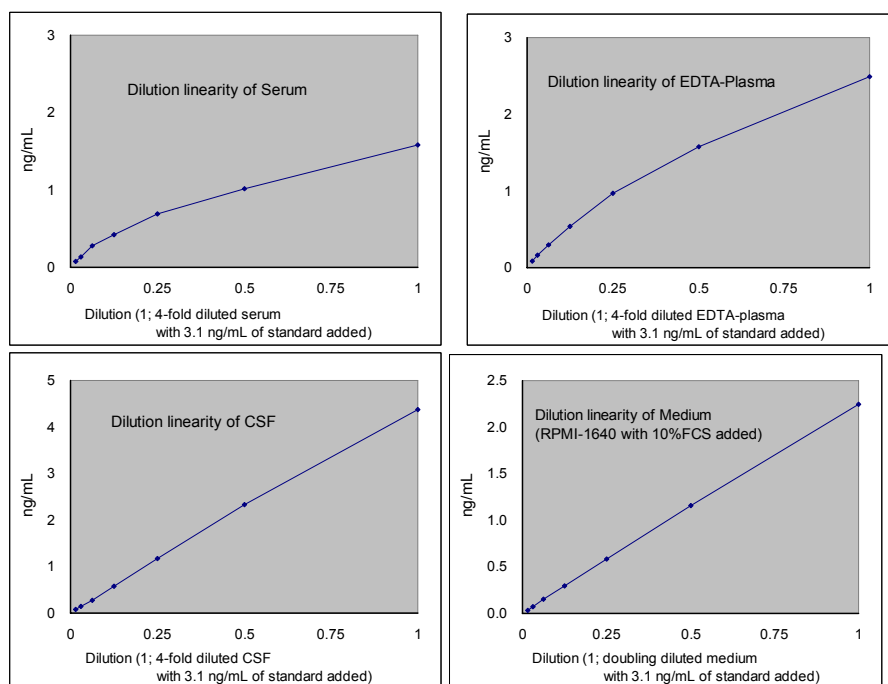 Dilution linearity of Serum
ng/mL
3
2
1
0
0 0.25 0.5 0.75 1
Dilution (1; 4-fold diluted serum
with 3.1 ng/mL of standard added)
Dilution linearity of EDTA-Plasma
ng/mL
3
2
1
0
0 0.25 0.5 0.75 1
Dilution (1; 4-fold diluted EDTA-plasma
with 3.1 ng/mL of standard added)
Dilution linearity of CSF
ng/mL
5
4
3
2
1
0
0 0.25 0.5 0.75 1
Dilution (1; 4-fold diluted CSF
with 3.1 ng/mL of standard added)
Dilution linearity of Medium
(RPMI-1640 with 10%FCS added)
ng/mL
2.5
2.0
1.5
1.0
0.5
0.0
0 0.25 0.5 0.75 1
Dilution (1; doubling diluted medium
with 3.1 ng/mL of standard added)